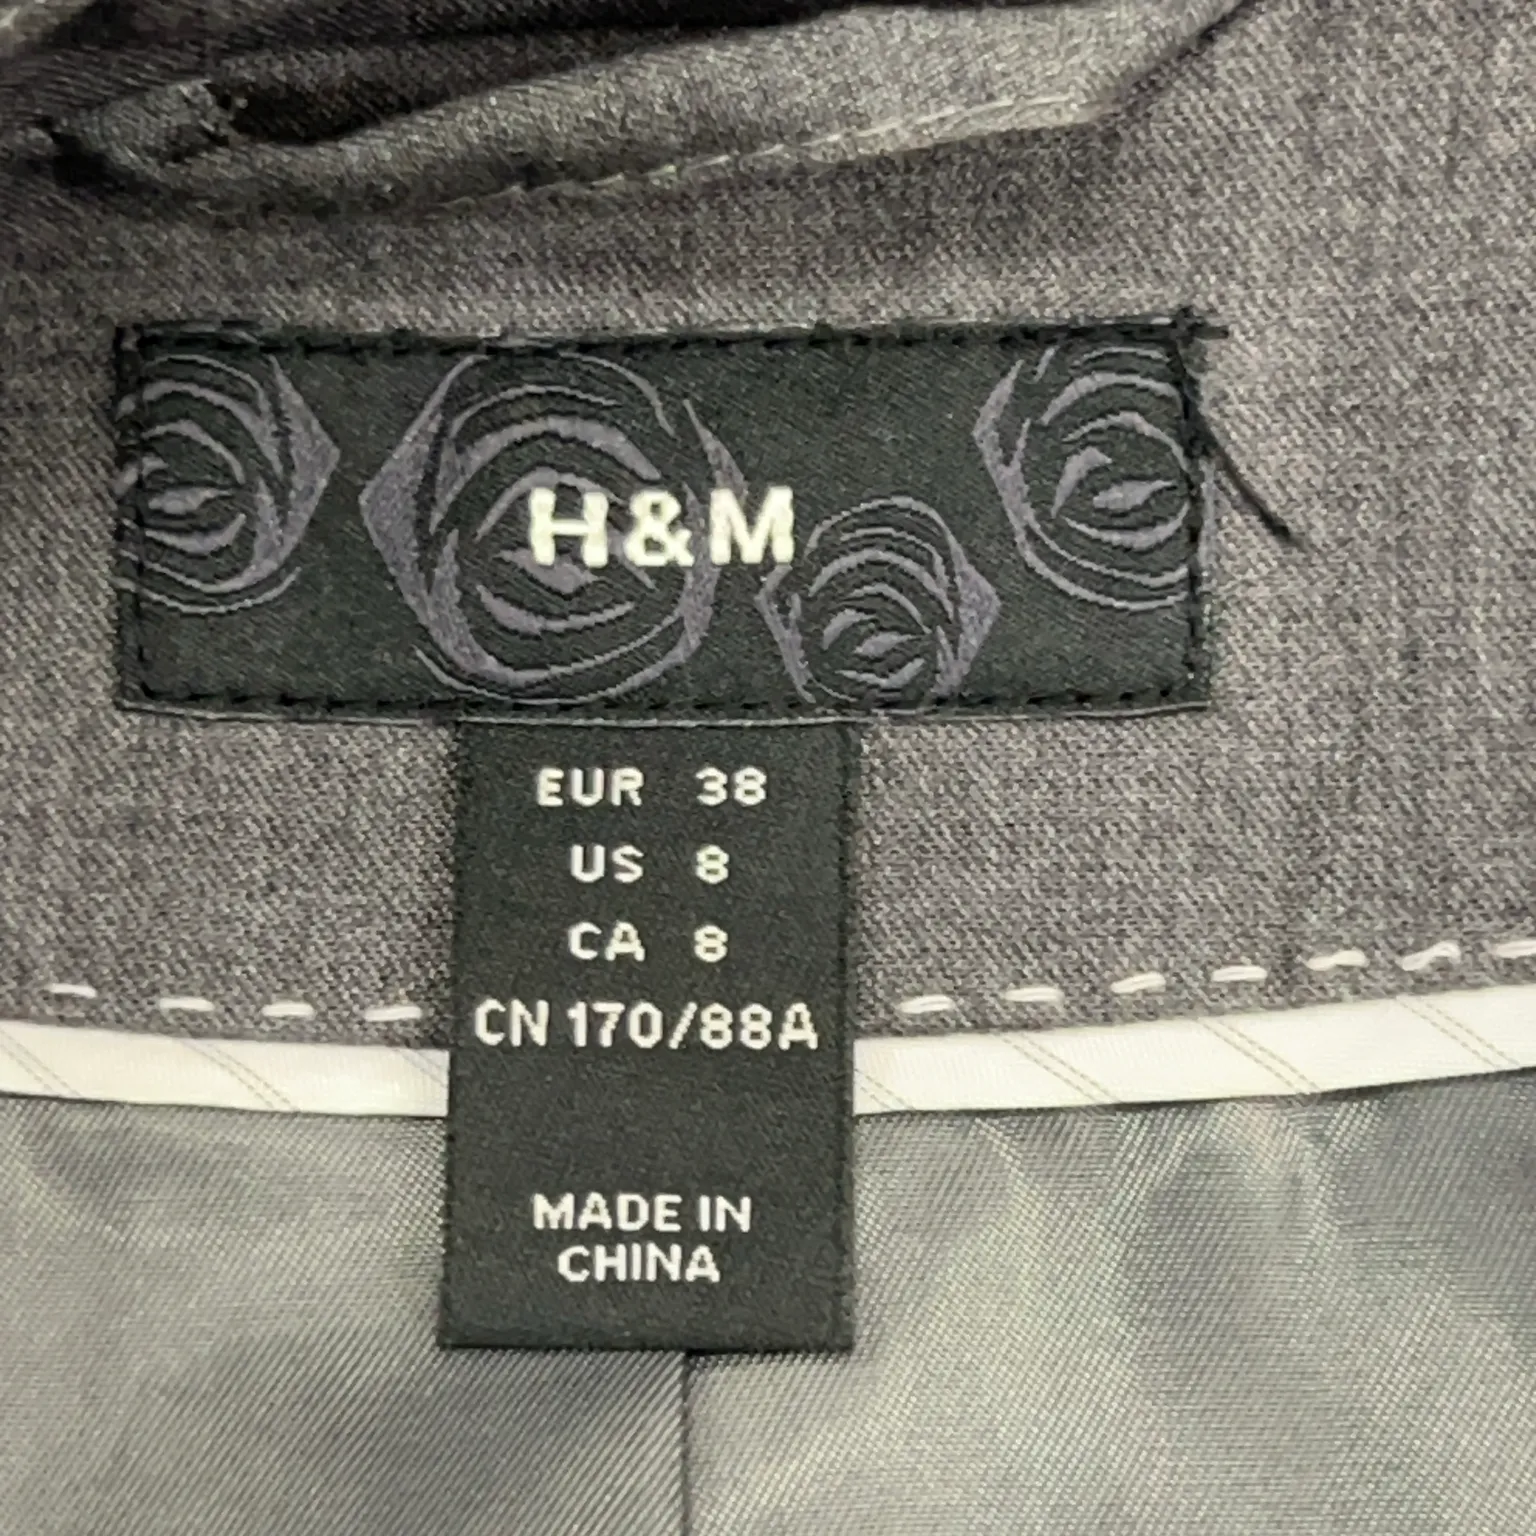 H&M
EUR 38
US 8
CA 8
CN 170/88A
MADE IN
CHINA